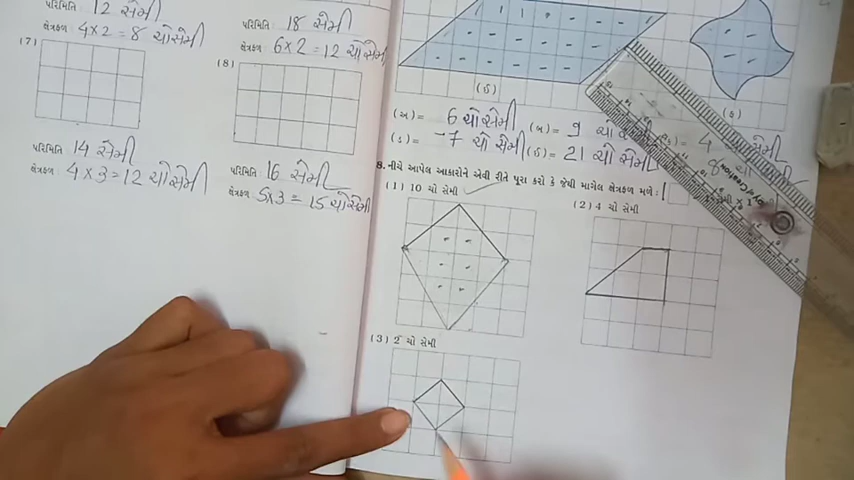 પરિમિતિ 12 સેમી
ક્ષેત્રફળ 4×2=8 ચોસેમી
પરિમિતિ 18 સેમી
ક્ષેત્રફળ 6×2=12 ચોસેમી
(7)
(8)
પરિમિતિ 14 સેમી
ક્ષેત્રફળ 4×3=12 ચોસેમી
પરિમિતિ 16 સેમી
ક્ષેત્રફળ 5×3=15 ચોસેમી
(ઈ)
(ફ)
(અ)= 6 ચોસેમી (બ)= 9 ચો
(ડ)= 7 ચોસેમી (ઈ)= 21 ચોસેમી
8. નીચે આપેલ આકારોને એવી રીતે પૂરા કરો કે જેથી માગેલ ક્ષેત્રફળ મળે :
(1) 10 ચો સેમી
(2) 4 ચો સેમી
(3) 2 ચો સેમી